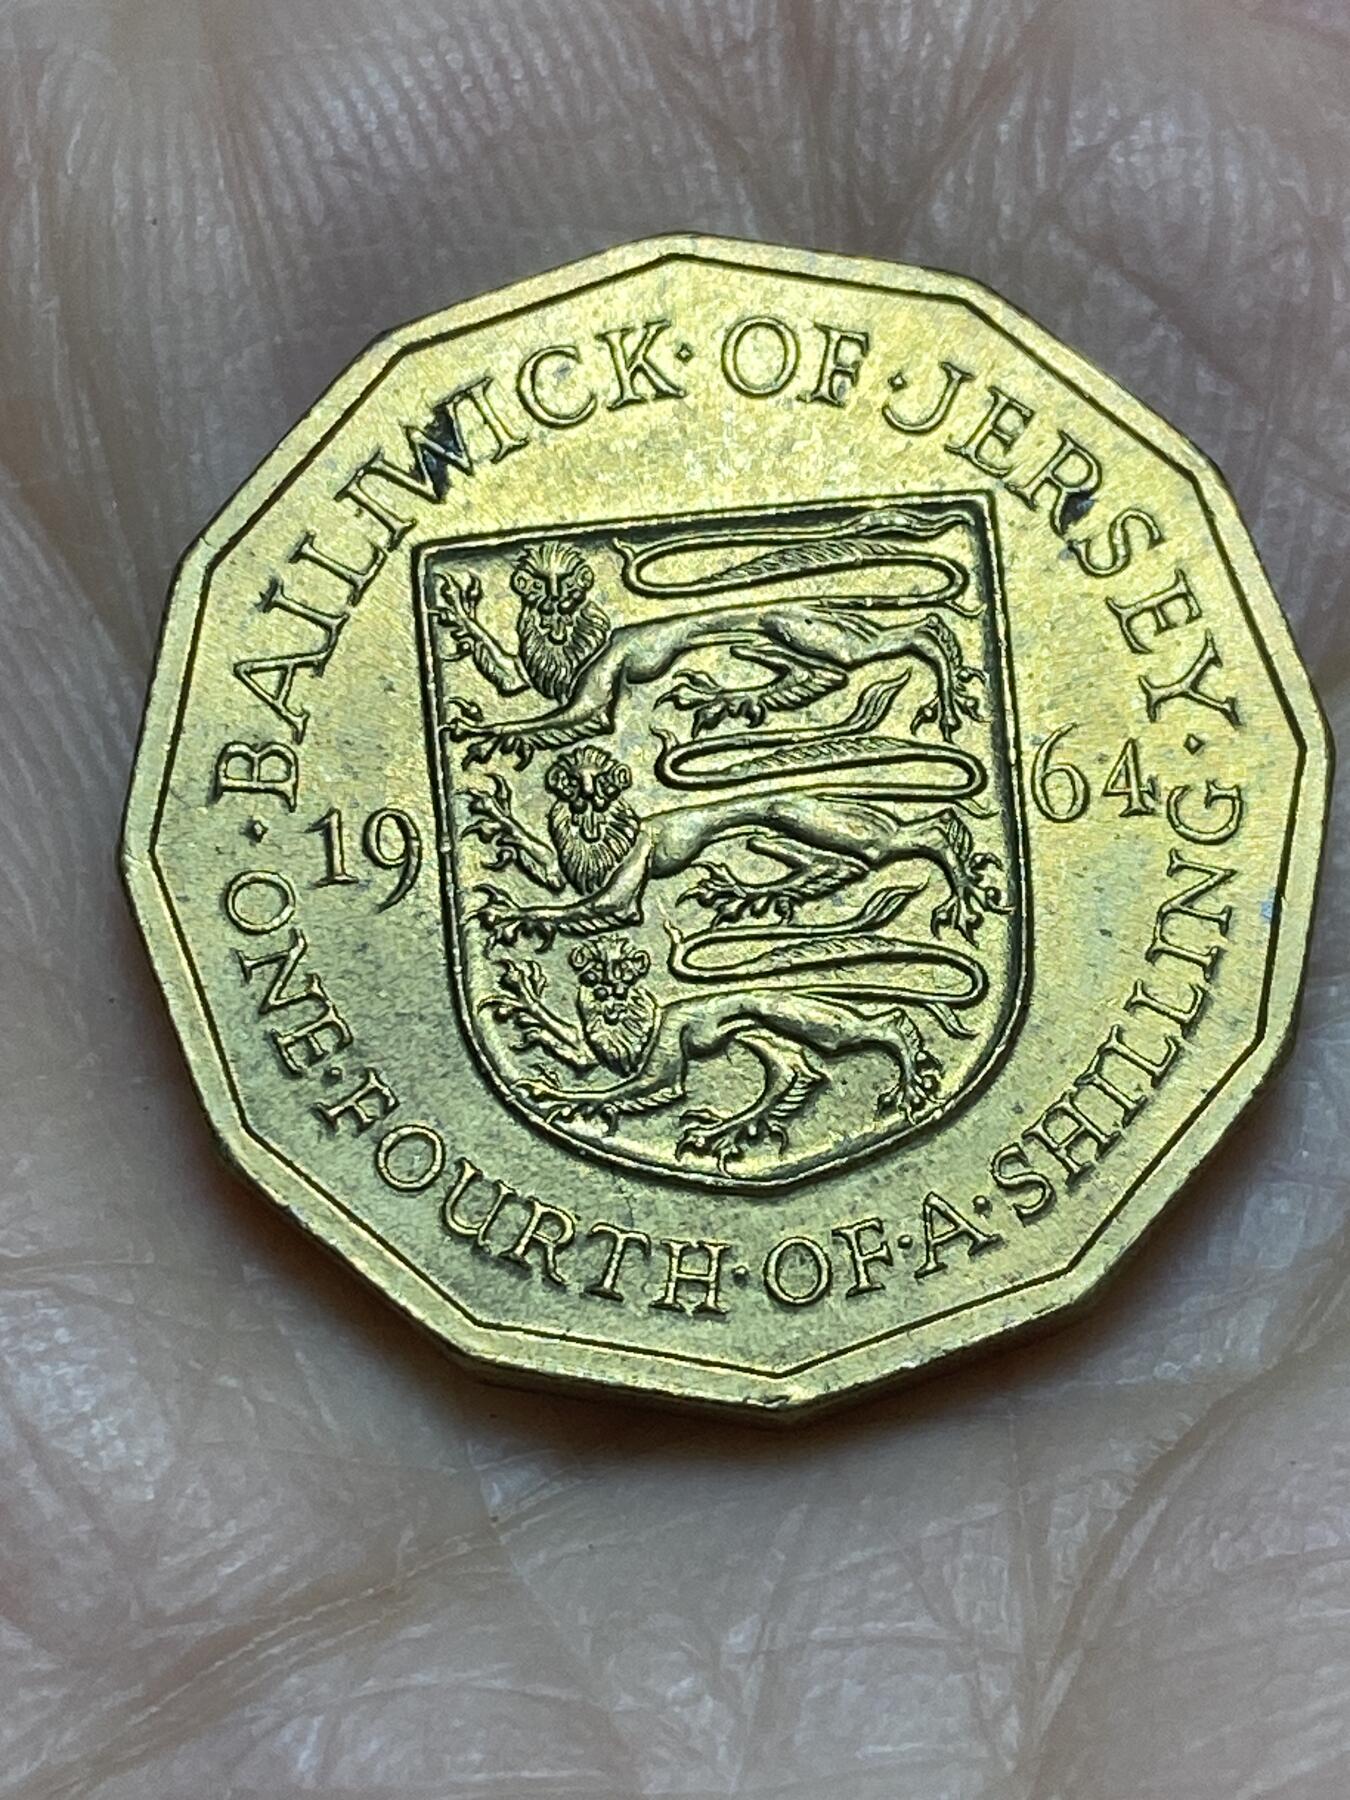 BAILIWICK·OF·JERSEY·
19 64
ONE·FOURTH·OF·A·SHILLING·